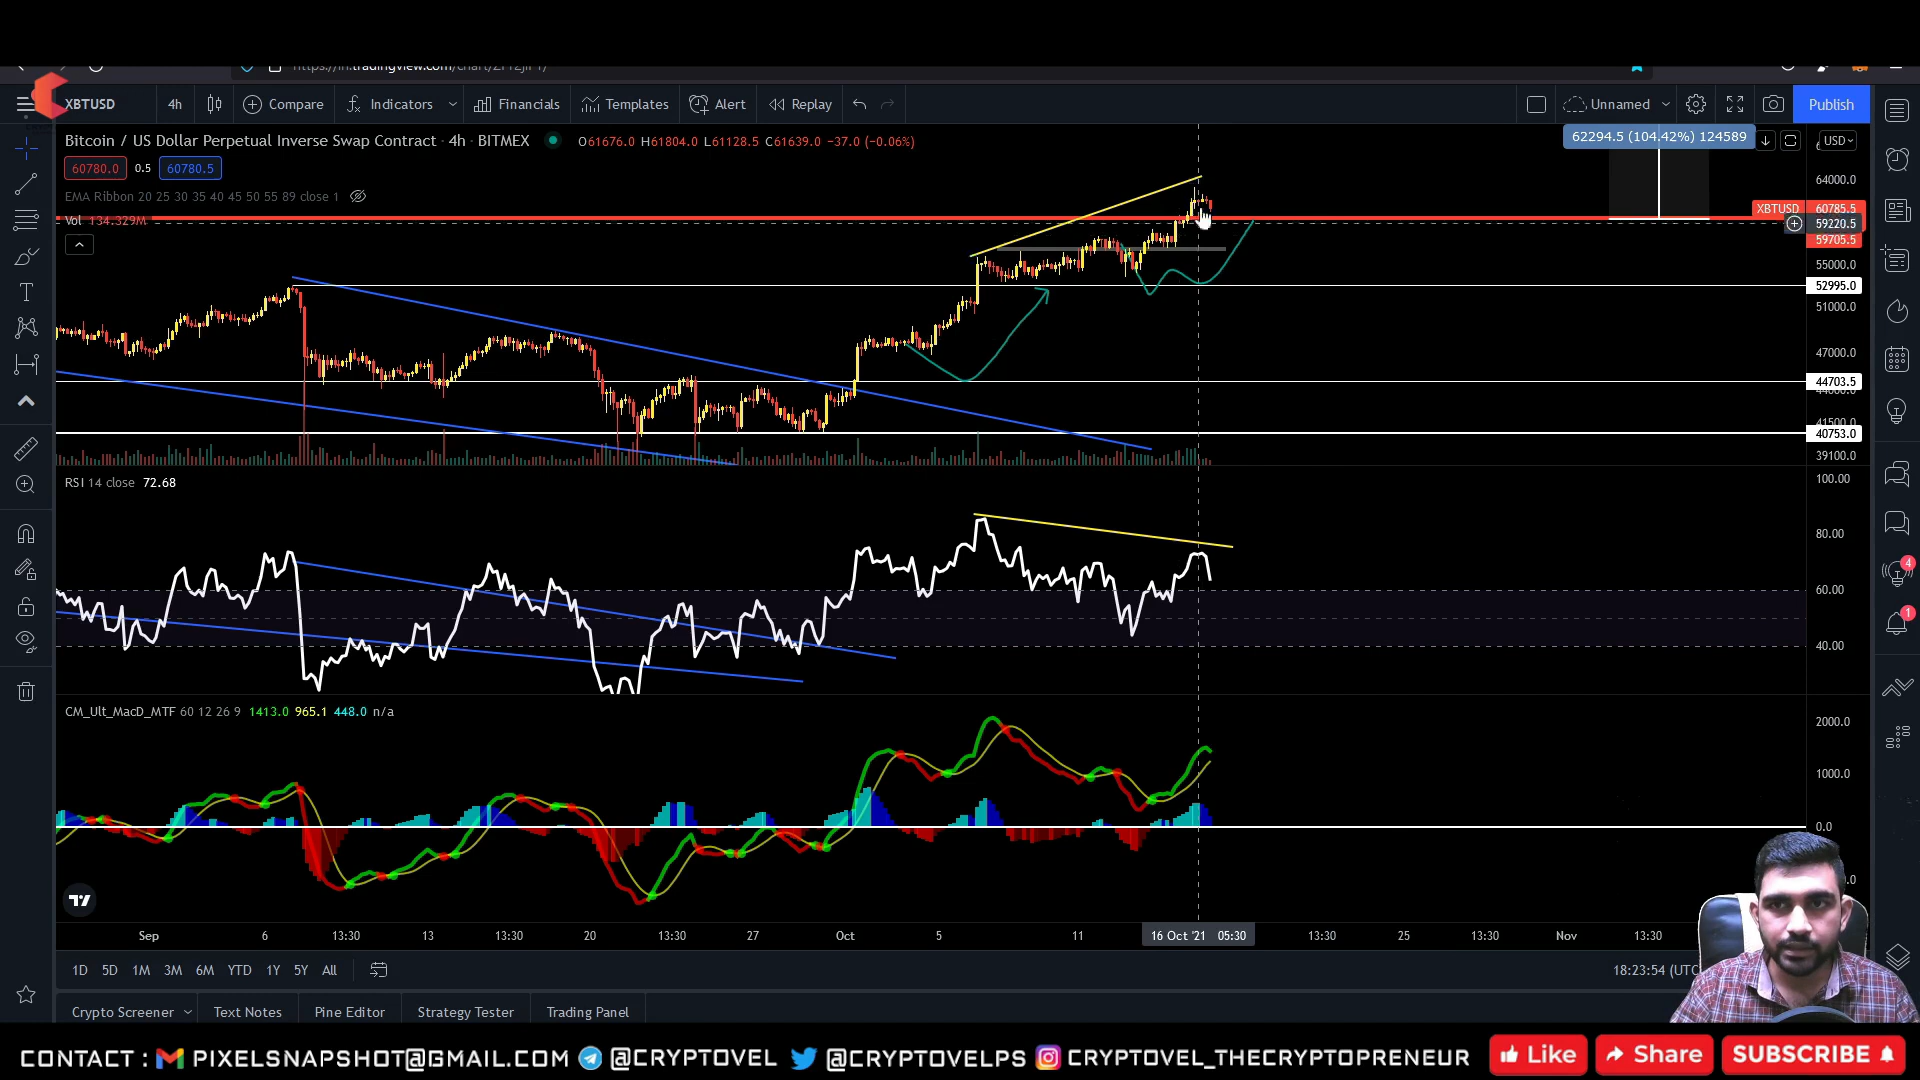 https://in.tradingview.com/chart/ZF12jiP1/
XBTUSD 4h Compare Indicators Financials Templates Alert Replay Unnamed Publish
Bitcoin / US Dollar Perpetual Inverse Swap Contract · 4h · BITMEX O61676.0 H61804.0 L61128.5 C61639.0 −37.0 (−0.06%)
62294.5 (104.42%) 124589
USD
60780.0 0.5 60780.5
64000.0
EMA Ribbon 20 25 30 35 40 45 50 55 89 close 1
XBTUSD 60785.5
Vol 134.329M
59220.5
59705.5
55000.0
52995.0
51000.0
47000.0
44703.5
41500.0
40753.0
39100.0
RSI 14 close 72.68
100.00
80.00
60.00
40.00
4
1
CM_Ult_MacD_MTF 60 12 26 9 1413.0 965.1 448.0 n/a
2000.0
1000.0
0.0
Sep 6 13:30 13 13:30 20 13:30 27 Oct 5 11 16 Oct '21 05:30 13:30 25 13:30 Nov 13:30
1D 5D 1M 3M 6M YTD 1Y 5Y All
18:23:54 (UTC
Crypto Screener Text Notes Pine Editor Strategy Tester Trading Panel
CONTACT : PIXELSNAPSHOT@GMAIL.COM @CRYPTOVEL @CRYPTOVELPS CRYPTOVEL_THECRYPTOPRENEUR Like Share SUBSCRIBE